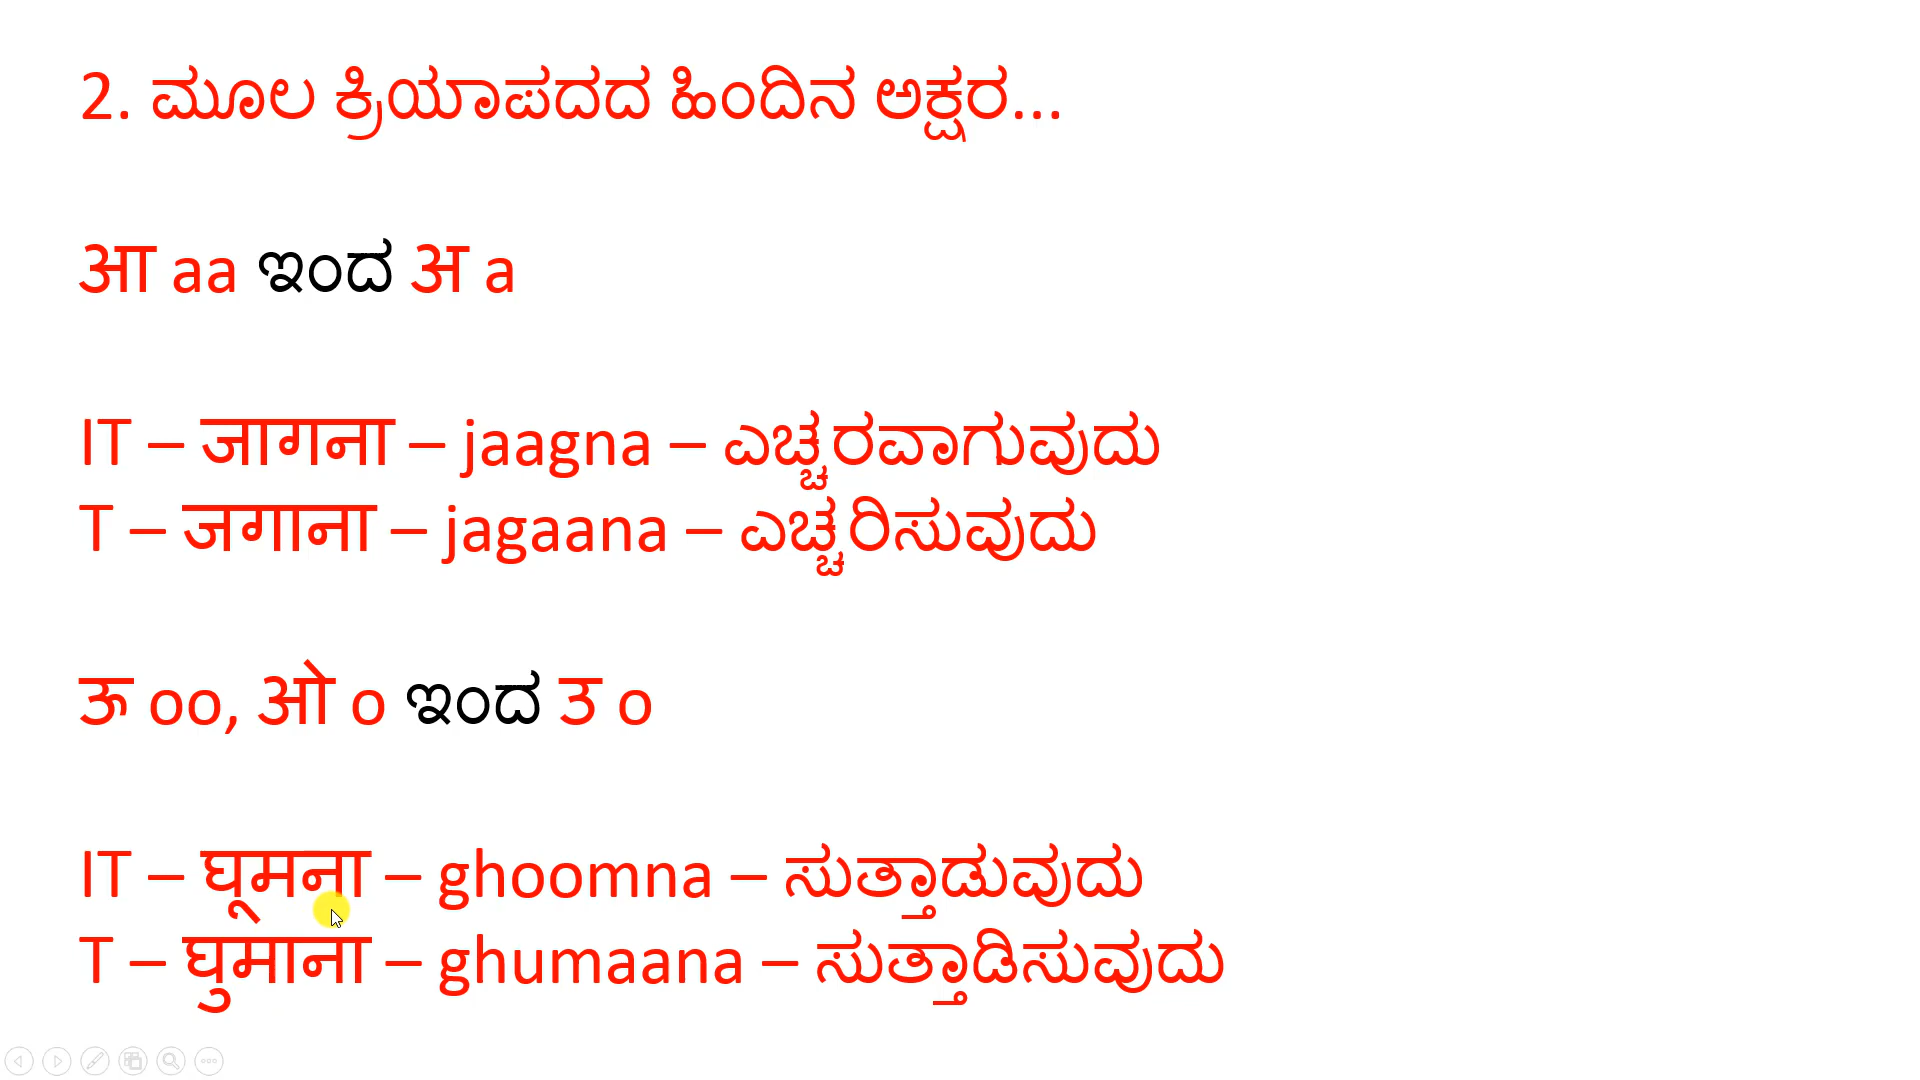 2. ಮೂಲ ಕ್ರಿಯಾಪದದ ಹಿಂದಿನ ಅಕ್ಷರ...
आ aa ಇಂದ अ a
IT – जागना – jaagna – ಎಚ್ಚರವಾಗುವುದು
T – जगाना – jagaana – ಎಚ್ಚರಿಸುವುದು
ऊ oo, ओ o ಇಂದ उ o
IT – घूमना – ghoomna – ಸುತ್ತಾಡುವುದು
T – घुमाना – ghumaana – ಸುತ್ತಾಡಿಸುವುದು